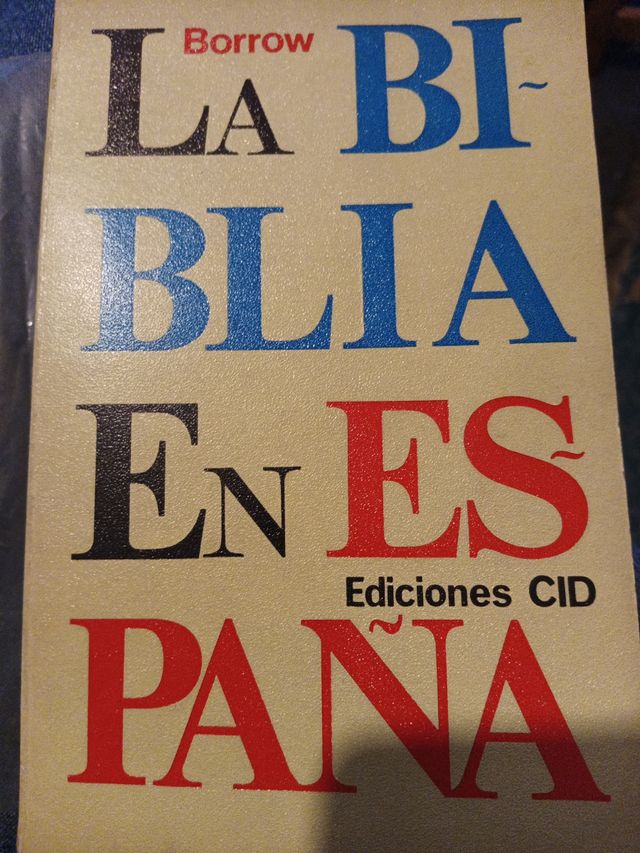 Borrow
LA BI~
BLIA
EN ES~
Ediciones CID
PAÑA